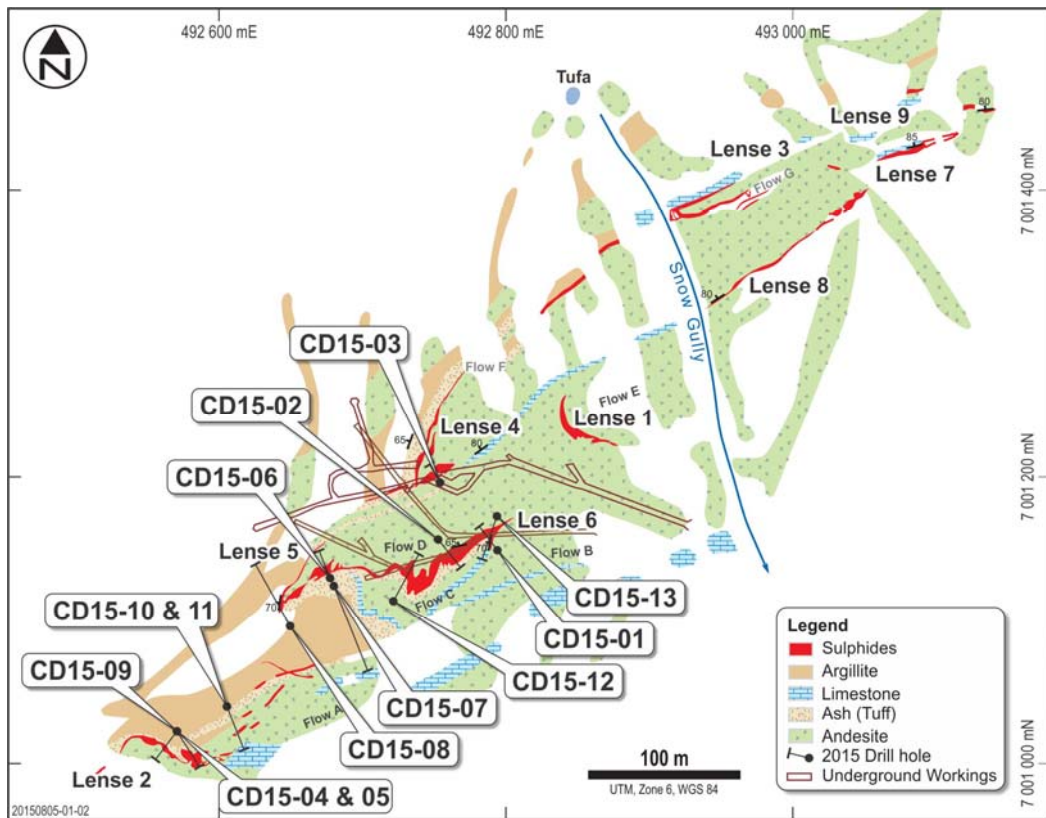 492 600 mE
492 800 mE
493 000 mE
N
Tufa
Lense 9
80
85
Lense 3
Lense 7
Flow G
7 001 400 mN
Snow Gully
80
Lense 8
CD15-03
Flow F
CD15-02
Flow E
Lense 1
65
Lense 4
80
CD15-06
7 001 200 mN
Lense 6
Lense 5
Flow D
65
70
Flow B
CD15-10 & 11
70
Flow C
CD15-13
CD15-01
CD15-09
CD15-12
Flow A
CD15-07
CD15-08
Lense 2
CD15-04 & 05
7 001 000 mN
Legend
Sulphides
Argillite
Limestone
Ash (Tuff)
Andesite
2015 Drill hole
Underground Workings
100 m
UTM, Zone 6, WGS 84
20150805-01-02